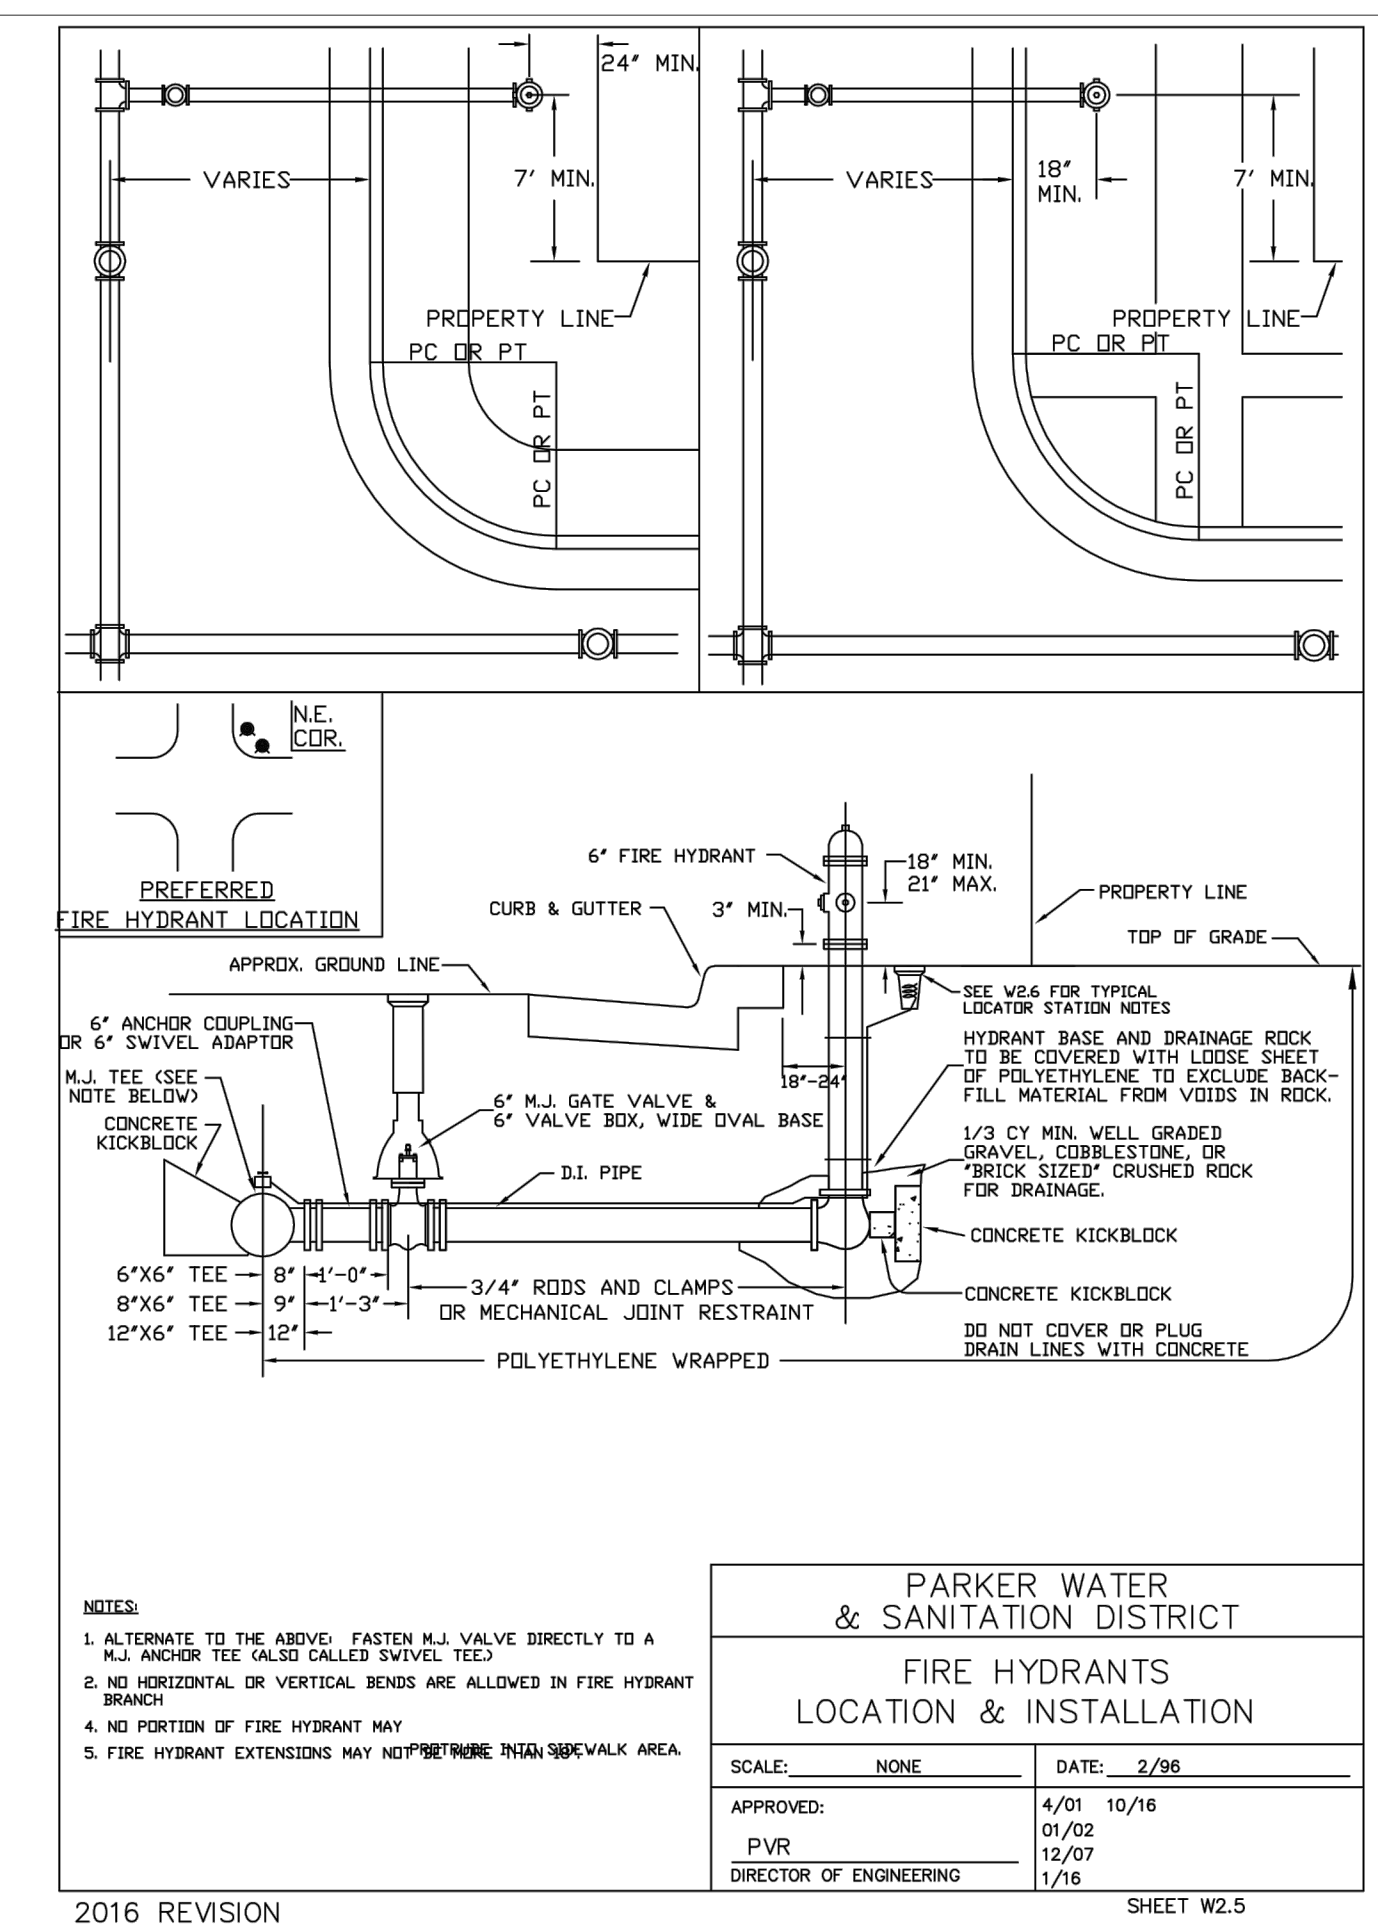 24" MIN.
7' MIN.
VARIES
PROPERTY LINE
PC OR PT
PC OR PT
18"
MIN.
7' MIN.
VARIES
PROPERTY LINE
PC OR PT
PC OR PT
N.E.
COR.
PREFERRED
FIRE HYDRANT LOCATION
6" FIRE HYDRANT
18" MIN.
21" MAX.
CURB & GUTTER
3" MIN.
PROPERTY LINE
TOP OF GRADE
APPROX. GROUND LINE
SEE W2.6 FOR TYPICAL
LOCATOR STATION NOTES
6" ANCHOR COUPLING
OR 6" SWIVEL ADAPTOR
HYDRANT BASE AND DRAINAGE ROCK
TO BE COVERED WITH LOOSE SHEET
OF POLYETHYLENE TO EXCLUDE BACK-
FILL MATERIAL FROM VOIDS IN ROCK.
M.J. TEE (SEE
NOTE BELOW)
18"-24"
6" M.J. GATE VALVE &
6" VALVE BOX, WIDE OVAL BASE
CONCRETE
KICKBLOCK
1/3 CY MIN. WELL GRADED
GRAVEL, COBBLESTONE, OR
"BRICK SIZED" CRUSHED ROCK
FOR DRAINAGE.
D.I. PIPE
CONCRETE KICKBLOCK
6"X6" TEE 8" 1'-0"
8"X6" TEE 9" 1'-3"
12"X6" TEE 12"
3/4" RODS AND CLAMPS
OR MECHANICAL JOINT RESTRAINT
CONCRETE KICKBLOCK
DO NOT COVER OR PLUG
DRAIN LINES WITH CONCRETE
POLYETHYLENE WRAPPED
NOTES:
1. ALTERNATE TO THE ABOVE: FASTEN M.J. VALVE DIRECTLY TO A
M.J. ANCHOR TEE (ALSO CALLED SWIVEL TEE.)
2. NO HORIZONTAL OR VERTICAL BENDS ARE ALLOWED IN FIRE HYDRANT
BRANCH
4. NO PORTION OF FIRE HYDRANT MAY
PROTRUDE INTO SIDEWALK AREA.
5. FIRE HYDRANT EXTENSIONS MAY NOT BE MORE THAN 18".
PARKER WATER
& SANITATION DISTRICT
FIRE HYDRANTS
LOCATION & INSTALLATION
SCALE: NONE
DATE: 2/96
APPROVED:
PVR
DIRECTOR OF ENGINEERING
4/01 10/16
01/02
12/07
1/16
2016 REVISION
SHEET W2.5